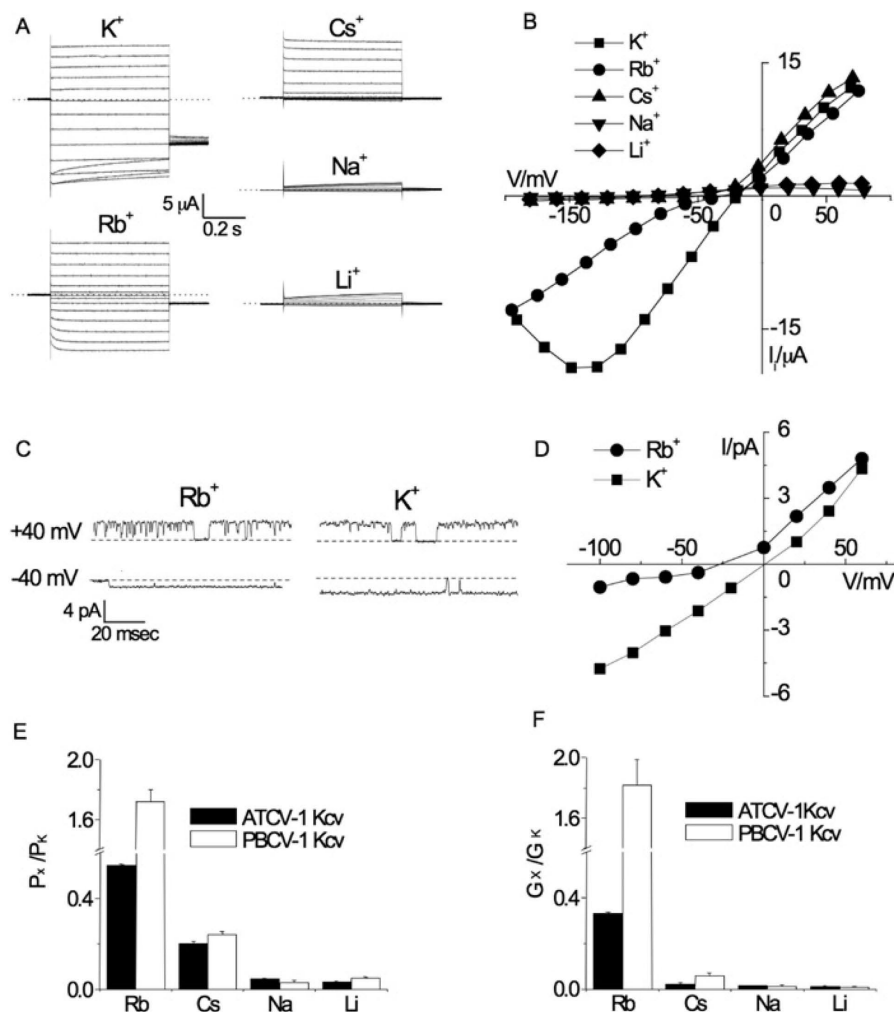 A
K+
Cs+
Na+
5 µA
0.2 s
Rb+
Li+
B
K+
Rb+
Cs+
Na+
Li+
15
V/mV
-150
-50
0
50
-15
I/µA
C
Rb+
K+
+40 mV
-40 mV
4 pA
20 msec
D
Rb+
K+
I/pA
6
3
-100
-50
0
50
V/mV
-3
-6
E
2.0
1.6
0.4
0.0
Px/PK
ATCV-1 Kcv
PBCV-1 Kcv
Rb Cs Na Li
F
2.0
1.6
0.4
0.0
GX/GK
ATCV-1Kcv
PBCV-1 Kcv
Rb Cs Na Li